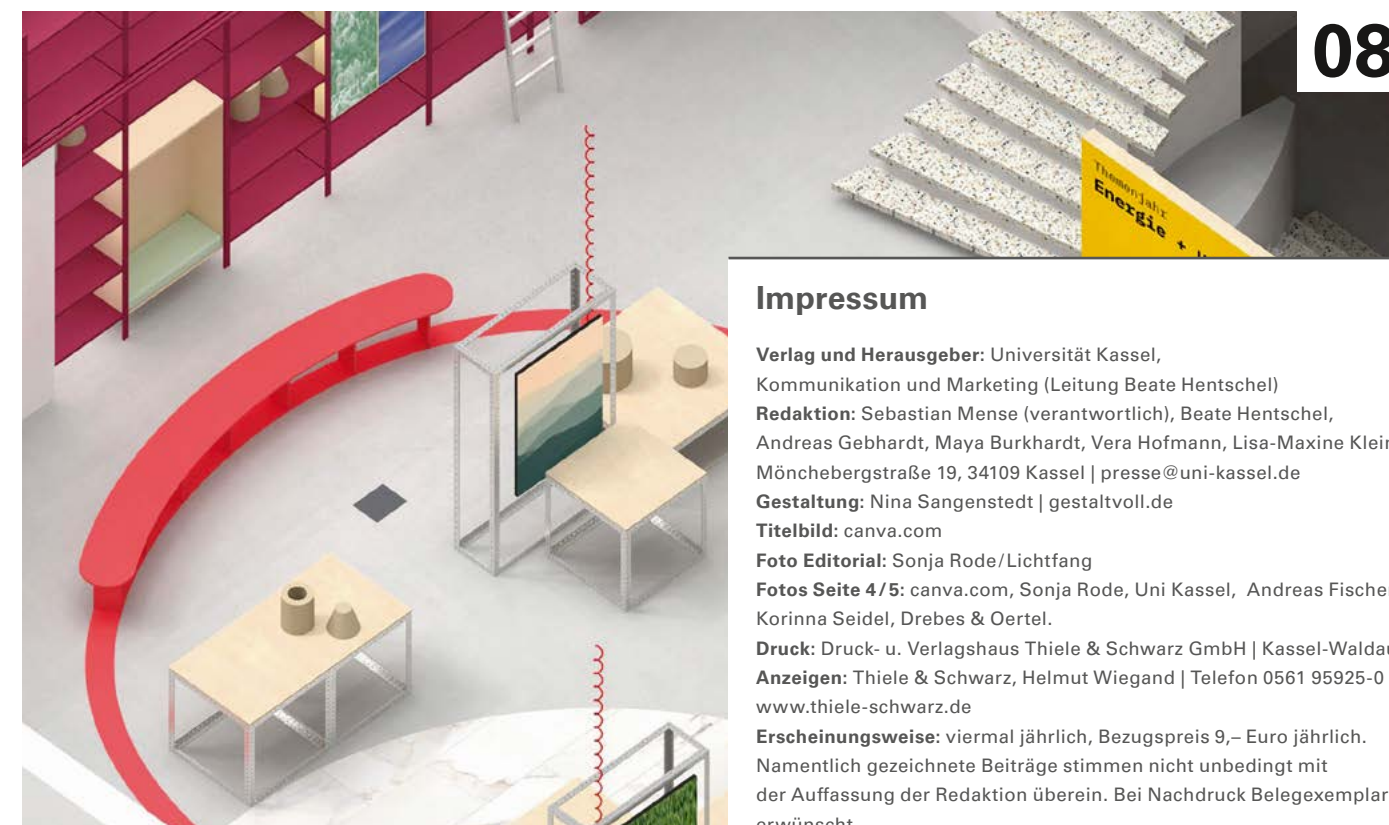 08
Themenjahr
Energie +
Impressum
Verlag und Herausgeber: Universität Kassel,
Kommunikation und Marketing (Leitung Beate Hentschel)
Redaktion: Sebastian Mense (verantwortlich), Beate Hentschel,
Andreas Gebhardt, Maya Burkhardt, Vera Hofmann, Lisa-Maxine Klein
Mönchebergstraße 19, 34109 Kassel | presse@uni-kassel.de
Gestaltung: Nina Sangenstedt | gestaltvoll.de
Titelbild: canva.com
Foto Editorial: Sonja Rode/Lichtfang
Fotos Seite 4/5: canva.com, Sonja Rode, Uni Kassel, Andreas Fischer
Korinna Seidel, Drebes & Oertel.
Druck: Druck- u. Verlagshaus Thiele & Schwarz GmbH | Kassel-Waldau
Anzeigen: Thiele & Schwarz, Helmut Wiegand | Telefon 0561 95925-0
www.thiele-schwarz.de
Erscheinungsweise: viermal jährlich, Bezugspreis 9,– Euro jährlich.
Namentlich gezeichnete Beiträge stimmen nicht unbedingt mit
der Auffassung der Redaktion überein. Bei Nachdruck Belegexemplar
erwünscht